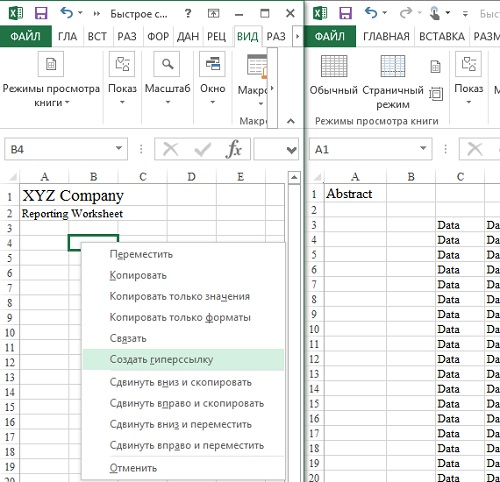 Быстрое с...
ФАЙЛ ГЛА ВСТ РАЗ ФОР ДАН РЕЦ ВИД РАЗ
Режимы просмотра книги
Показ
Масштаб
Окно
Макро
Макро
B4
A B C D E
1 XYZ Company
2 Reporting Worksheet
3
4
5
6
7
8
9
10
11
12
13
14
15
16
17
18
19
20
Переместить
Копировать
Копировать только значения
Копировать только форматы
Связать
Создать гиперссылку
Сдвинуть вниз и скопировать
Сдвинуть вправо и скопировать
Сдвинуть вниз и переместить
Сдвинуть вправо и переместить
Отменить
ФАЙЛ ГЛАВНАЯ ВСТАВКА РАЗМ
Обычный
Страничный режим
Показ
Режимы просмотра книги
A1
A B C D
1 Abstract
2
3 Data Da
4 Data Da
5 Data Da
6 Data Da
7 Data Da
8 Data Da
9 Data Da
10 Data Da
11 Data Da
12 Data Da
13 Data Da
14 Data Da
15 Data Da
16 Data Da
17 Data Da
18 Data Da
19 Data Da
20 Data Da